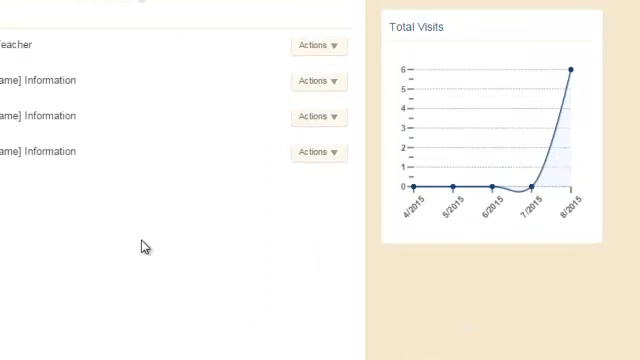 Teacher
Actions
ame] Information
Actions
ame] Information
Actions
ame] Information
Actions
Total Visits
6
5
4
3
2
1
0
4/2015
5/2015
6/2015
7/2015
8/2015